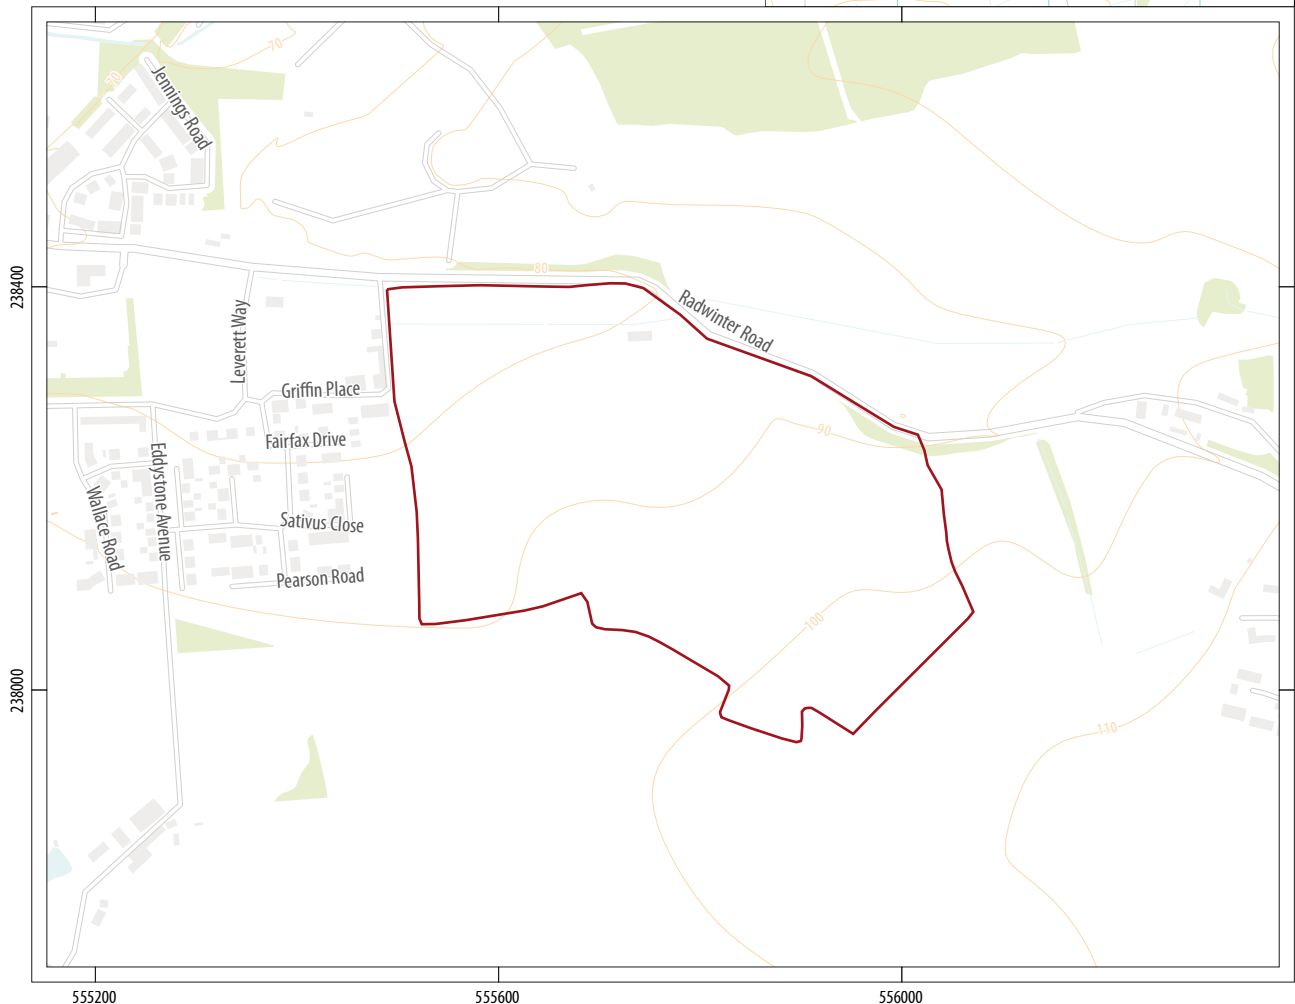 70
70
Jennings Road
238400
80
Radwinter Road
Leverett Way
Griffin Place
Fairfax Drive
90
Eddystone Avenue
Wallace Road
Sativus Close
Pearson Road
100
238000
110
555200
555600
556000